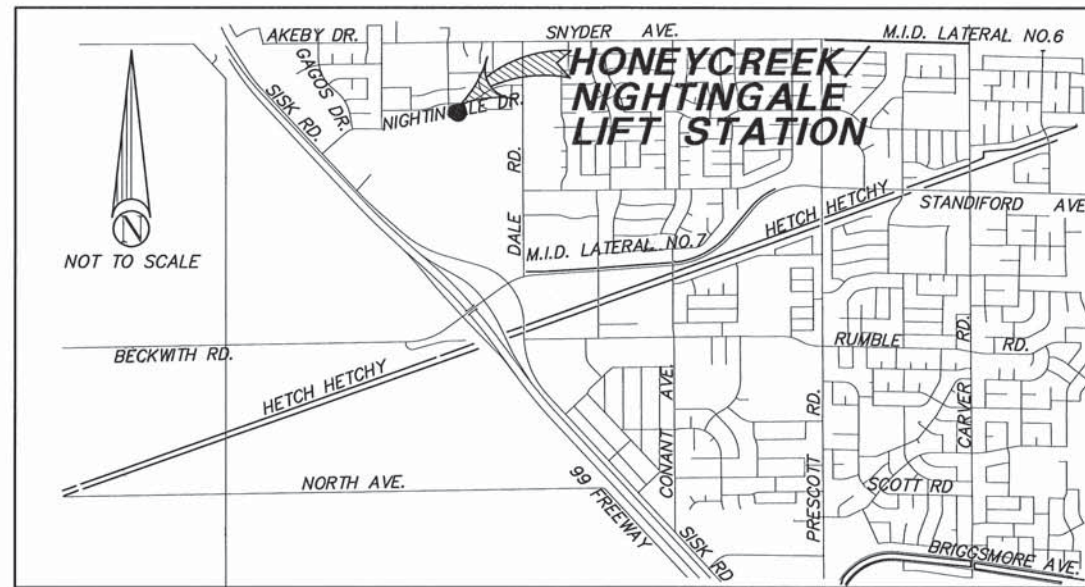 AKEBY DR.
SNYDER AVE.
M.I.D. LATERAL NO.6
GAGOS DR.
SISK RD.
HONEYCREEK/
NIGHTINGALE
LIFT STATION
NIGHTINGALE DR.
N
NOT TO SCALE
DALE RD.
HETCH HETCHY
STANDIFORD AVE
M.I.D. LATERAL NO.7
BECKWITH RD.
RUMBLE RD.
HETCH HETCHY
CONANT AVE.
PRESCOTT RD.
CARVER RD.
NORTH AVE.
SCOTT RD
99 FREEWAY
SISK RD
BRIGGSMORE AVE.